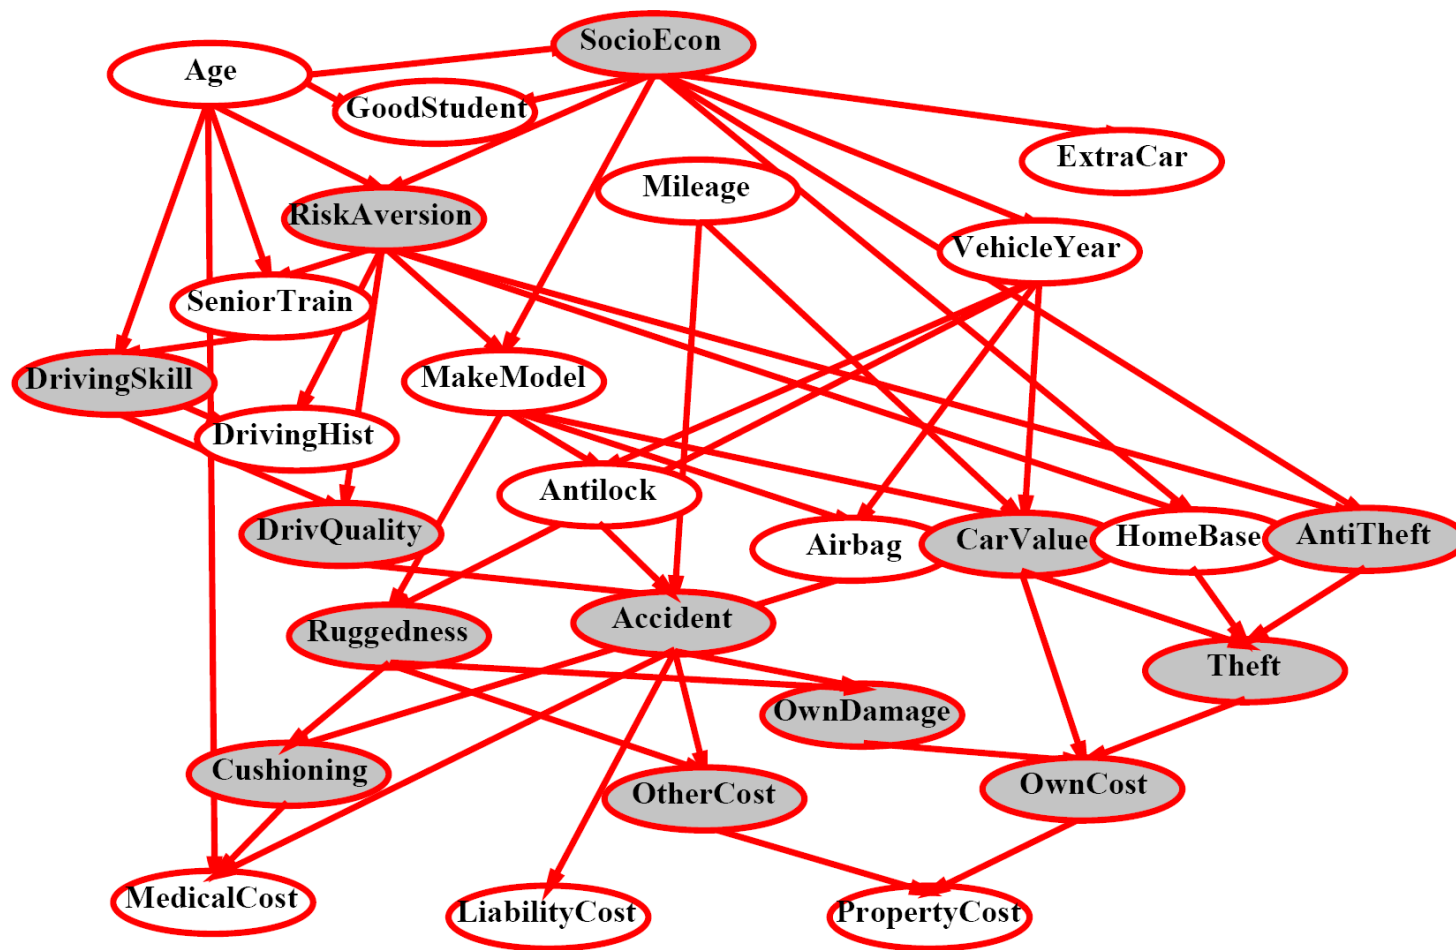 SocioEcon
Age
GoodStudent
ExtraCar
Mileage
RiskAversion
VehicleYear
SeniorTrain
DrivingSkill
MakeModel
DrivingHist
Antilock
DrivQuality
Airbag
CarValue
HomeBase
AntiTheft
Ruggedness
Accident
Theft
OwnDamage
Cushioning
OtherCost
OwnCost
MedicalCost
LiabilityCost
PropertyCost